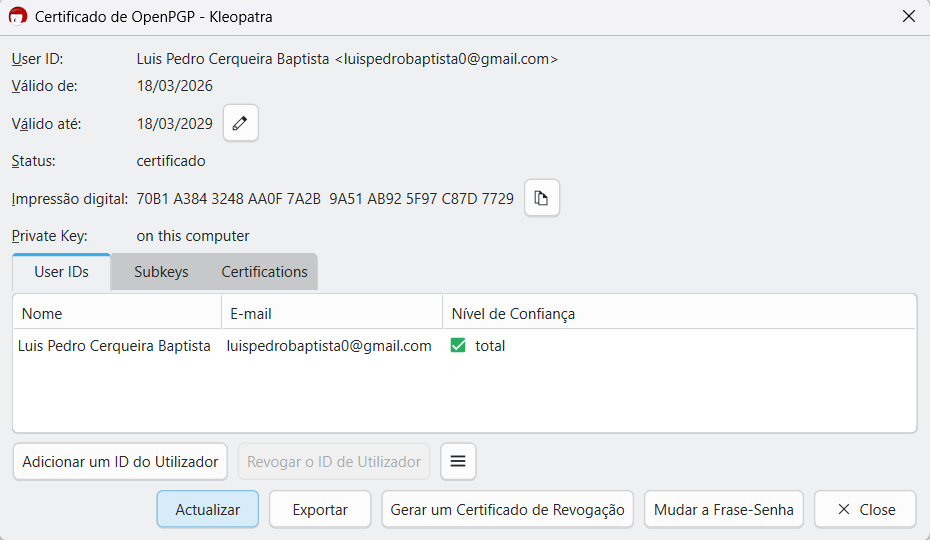 Certificado de OpenPGP - Kleopatra
User ID: Luis Pedro Cerqueira Baptista <luispedrobaptista0@gmail.com>
Válido de: 18/03/2026
Válido até: 18/03/2029
Status: certificado
Impressão digital: 70B1 A384 3248 AA0F 7A2B  9A51 AB92 5F97 C87D 7729
Private Key: on this computer
User IDs Subkeys Certifications
Nome E-mail Nível de Confiança
Luis Pedro Cerqueira Baptista luispedrobaptista0@gmail.com total
Adicionar um ID do Utilizador Revogar o ID de Utilizador
Actualizar Exportar Gerar um Certificado de Revogação Mudar a Frase-Senha Close